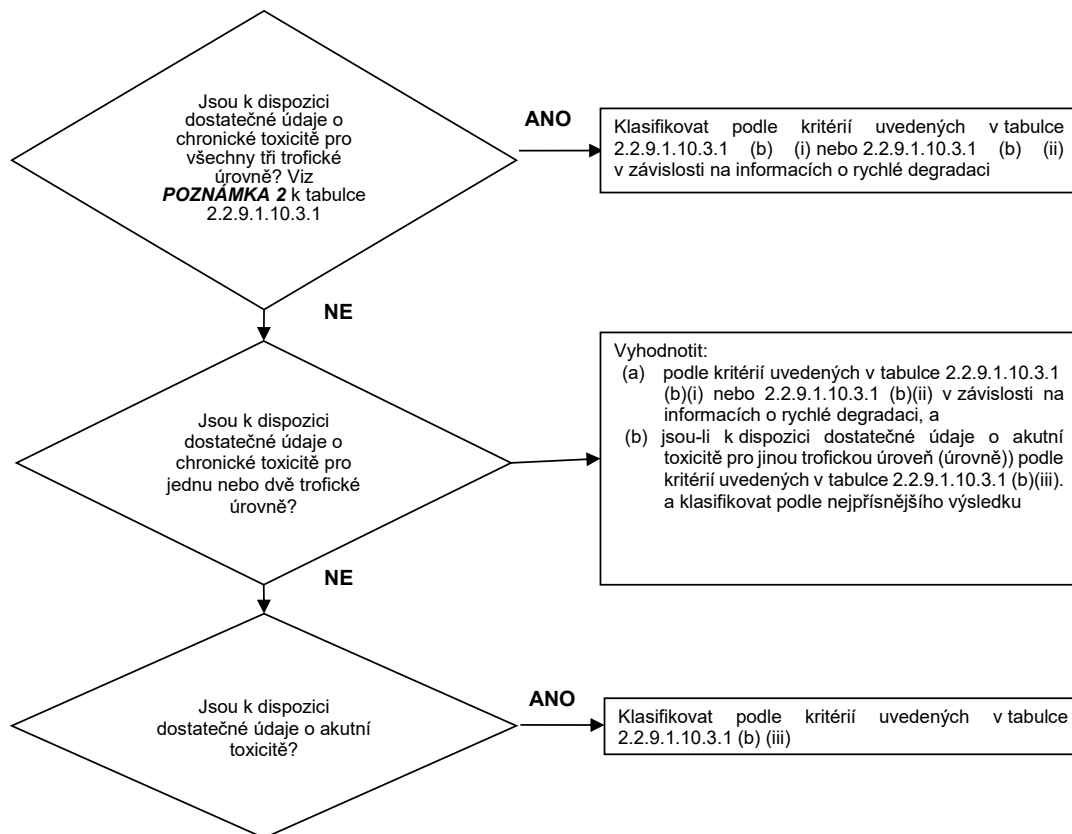 Jsou k dispozici
dostatečné údaje o
chronické toxicitě pro
všechny tři trofické
úrovně? Viz
POZNÁMKA 2 k tabulce
2.2.9.1.10.3.1
ANO
Klasifikovat podle kritérií uvedených v tabulce
2.2.9.1.10.3.1 (b) (i) nebo 2.2.9.1.10.3.1 (b) (ii)
v závislosti na informacích o rychlé degradaci
NE
Jsou k dispozici
dostatečné údaje o
chronické toxicitě pro
jednu nebo dvě trofické
úrovně?
Vyhodnotit:
(a) podle kritérií uvedených v tabulce 2.2.9.1.10.3.1
(b)(i) nebo 2.2.9.1.10.3.1 (b)(ii) v závislosti na
informacích o rychlé degradaci, a
(b) jsou-li k dispozici dostatečné údaje o akutní
toxicitě pro jinou trofickou úroveň (úrovně)) podle
kritérií uvedených v tabulce 2.2.9.1.10.3.1 (b)(iii).
a klasifikovat podle nejpřísnějšího výsledku
NE
Jsou k dispozici
dostatečné údaje o akutní
toxicitě?
ANO
Klasifikovat podle kritérií uvedených v tabulce
2.2.9.1.10.3.1 (b) (iii)